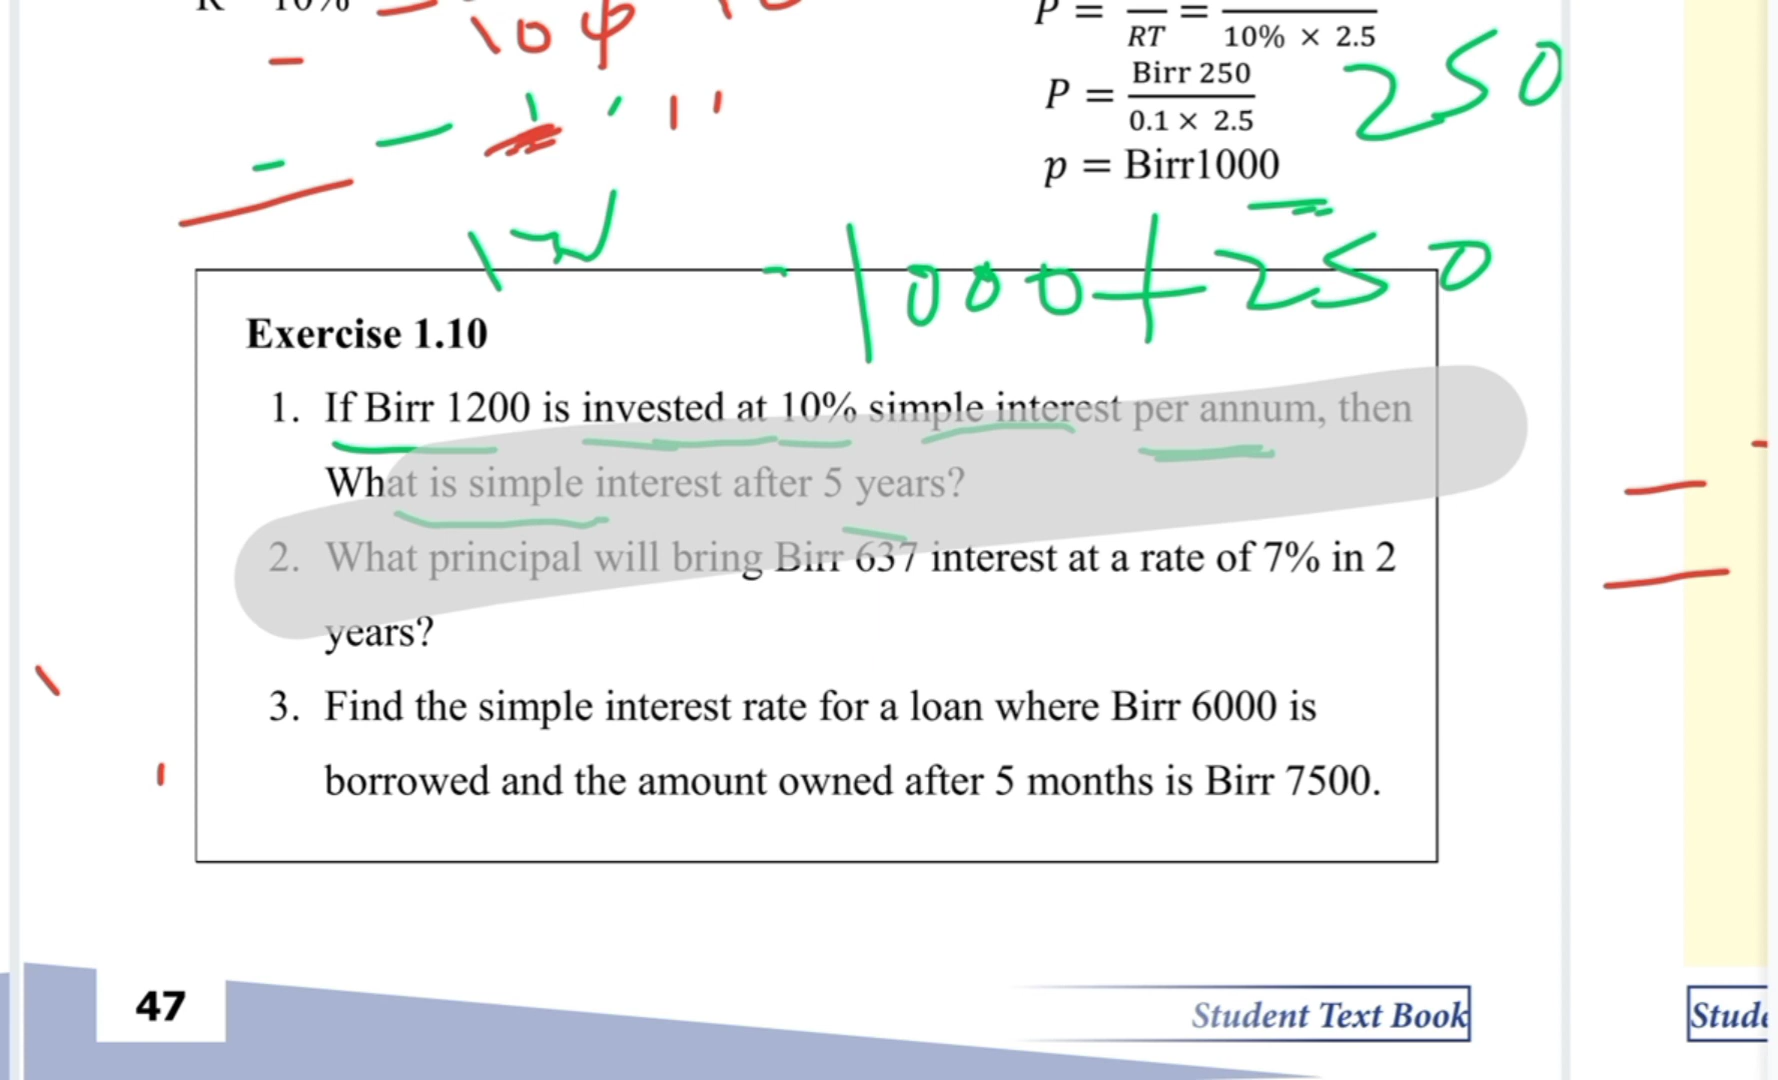 P = — = —
RT 10% × 2.5
P = Birr 250
0.1 × 2.5
250
p = Birr1000
1000+250
Exercise 1.10
1. If Birr 1200 is invested at 10% simple interest per annum, then
What is simple interest after 5 years?
2. What principal will bring Birr 637 interest at a rate of 7% in 2
years?
3. Find the simple interest rate for a loan where Birr 6000 is
borrowed and the amount owned after 5 months is Birr 7500.
47
Student Text Book